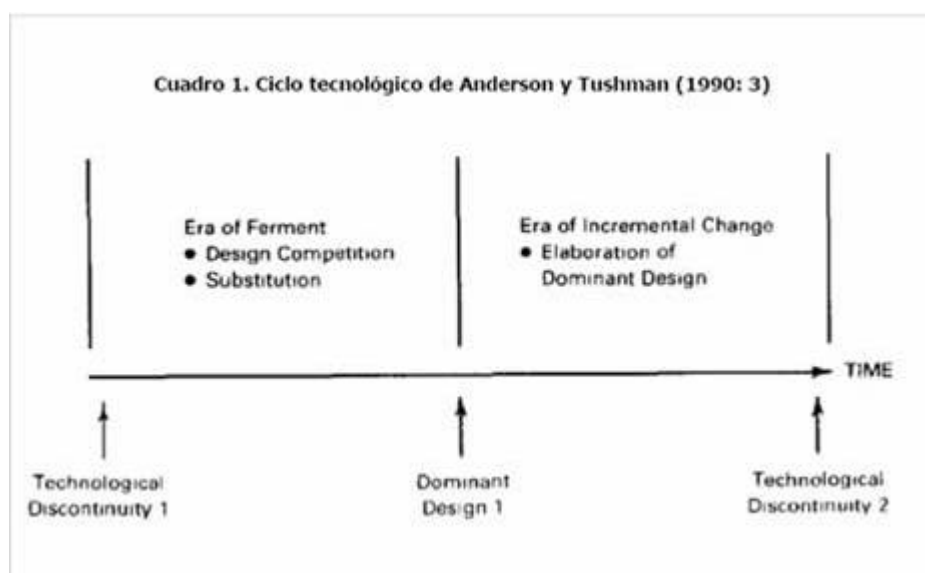 Cuadro 1. Ciclo tecnológico de Anderson y Tushman (1990: 3)
Era of Ferment
● Design Competition
● Substitution
Era of Incremental Change
● Elaboration of
Dominant Design
TIME
Technological
Discontinuity 1
Dominant
Design 1
Technological
Discontinuity 2